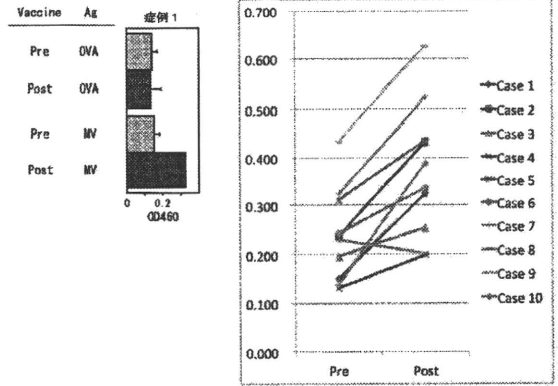 Vaccine Ag 症例 1
Pre OVA
Post OVA
Pre MV
Post MV
0 0.2
OD460
0.700
0.600
0.500
0.400
0.300
0.200
0.100
0.000
Pre Post
Case 1
Case 2
Case 3
Case 4
Case 5
Case 6
Case 7
Case 8
Case 9
Case 10